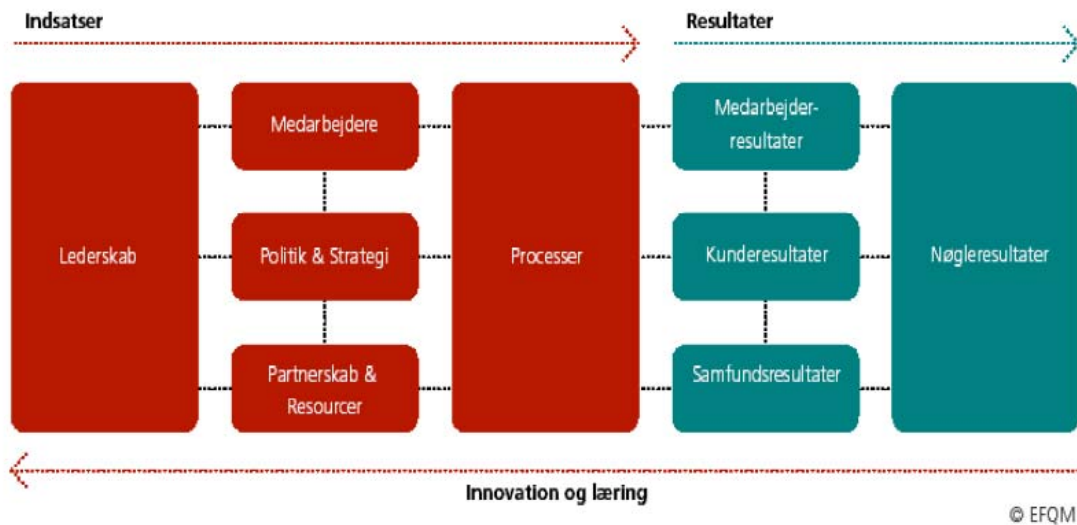 Indsatser
Resultater
Lederskab
Medarbejdere
Politik & Strategi
Partnerskab &
Resourcer
Processer
Medarbejder-
resultater
Kunderesultater
Samfundsresultater
Nøgleresultater
Innovation og læring
© EFQM